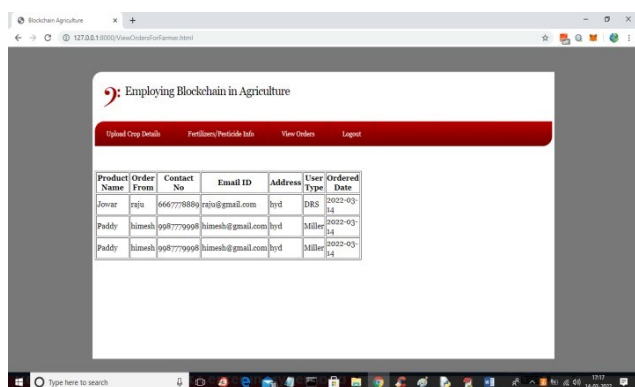 Blockchain Agriculture
127.0.0.1:8000/ViewOrdersForFarmer.html
Employing Blockchain in Agriculture
Upload Crop Details Fertilizers/Pesticide Info View Orders Logout
Product Name Order From Contact No Email ID Address User Type Ordered Date
Jowar raju 6667778889 raju@gmail.com hyd DRS 2022-03-14
Paddy himesh 9987779998 himesh@gmail.com hyd Miller 2022-03-14
Paddy himesh 9987779998 himesh@gmail.com hyd Miller 2022-03-14
Type here to search
17:17